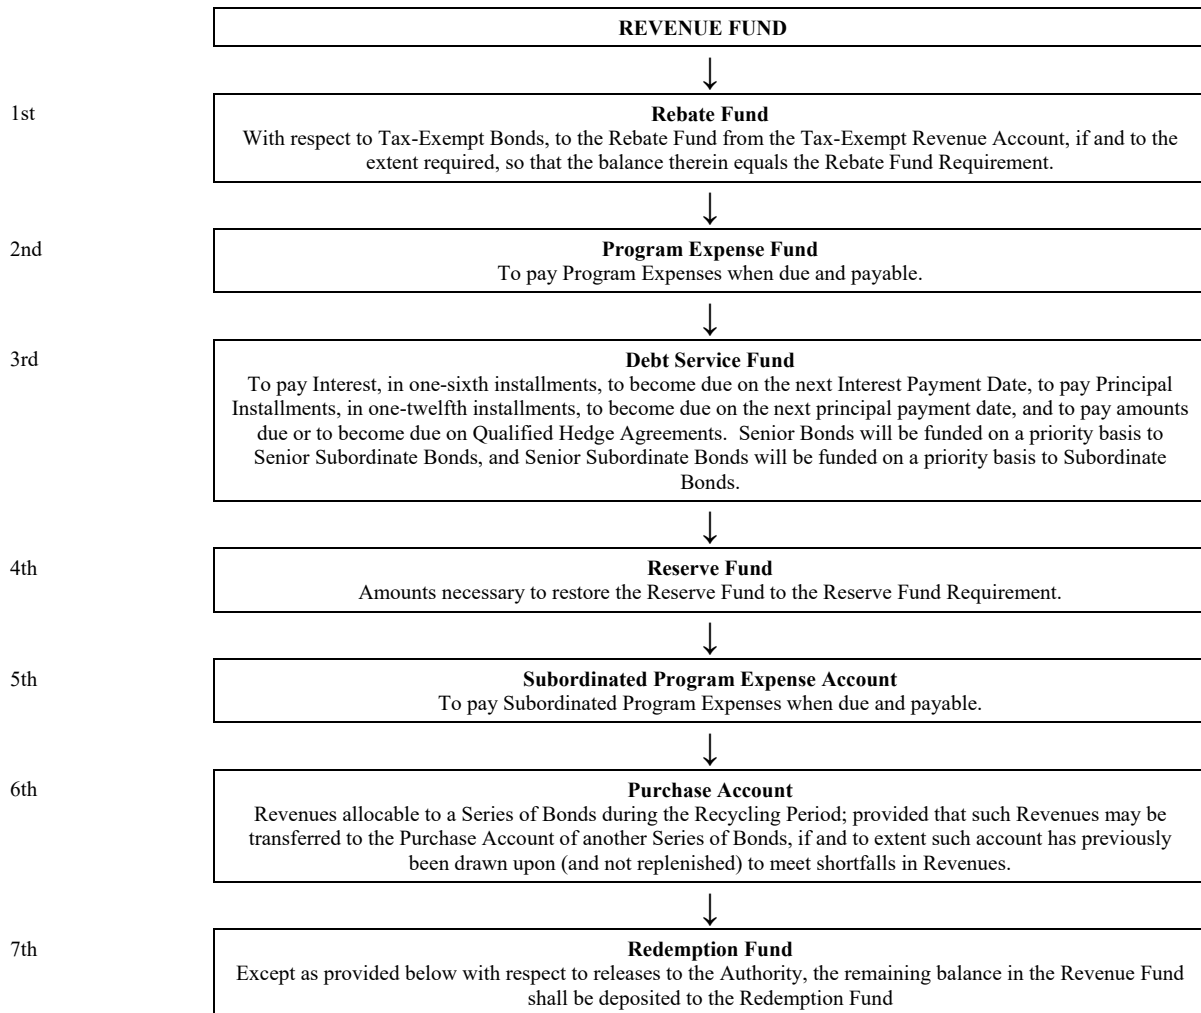 REVENUE FUND
1st
Rebate Fund
With respect to Tax-Exempt Bonds, to the Rebate Fund from the Tax-Exempt Revenue Account, if and to the
extent required, so that the balance therein equals the Rebate Fund Requirement.
2nd
Program Expense Fund
To pay Program Expenses when due and payable.
3rd
Debt Service Fund
To pay Interest, in one-sixth installments, to become due on the next Interest Payment Date, to pay Principal
Installments, in one-twelfth installments, to become due on the next principal payment date, and to pay amounts
due or to become due on Qualified Hedge Agreements. Senior Bonds will be funded on a priority basis to
Senior Subordinate Bonds, and Senior Subordinate Bonds will be funded on a priority basis to Subordinate
Bonds.
4th
Reserve Fund
Amounts necessary to restore the Reserve Fund to the Reserve Fund Requirement.
5th
Subordinated Program Expense Account
To pay Subordinated Program Expenses when due and payable.
6th
Purchase Account
Revenues allocable to a Series of Bonds during the Recycling Period; provided that such Revenues may be
transferred to the Purchase Account of another Series of Bonds, if and to extent such account has previously
been drawn upon (and not replenished) to meet shortfalls in Revenues.
7th
Redemption Fund
Except as provided below with respect to releases to the Authority, the remaining balance in the Revenue Fund
shall be deposited to the Redemption Fund